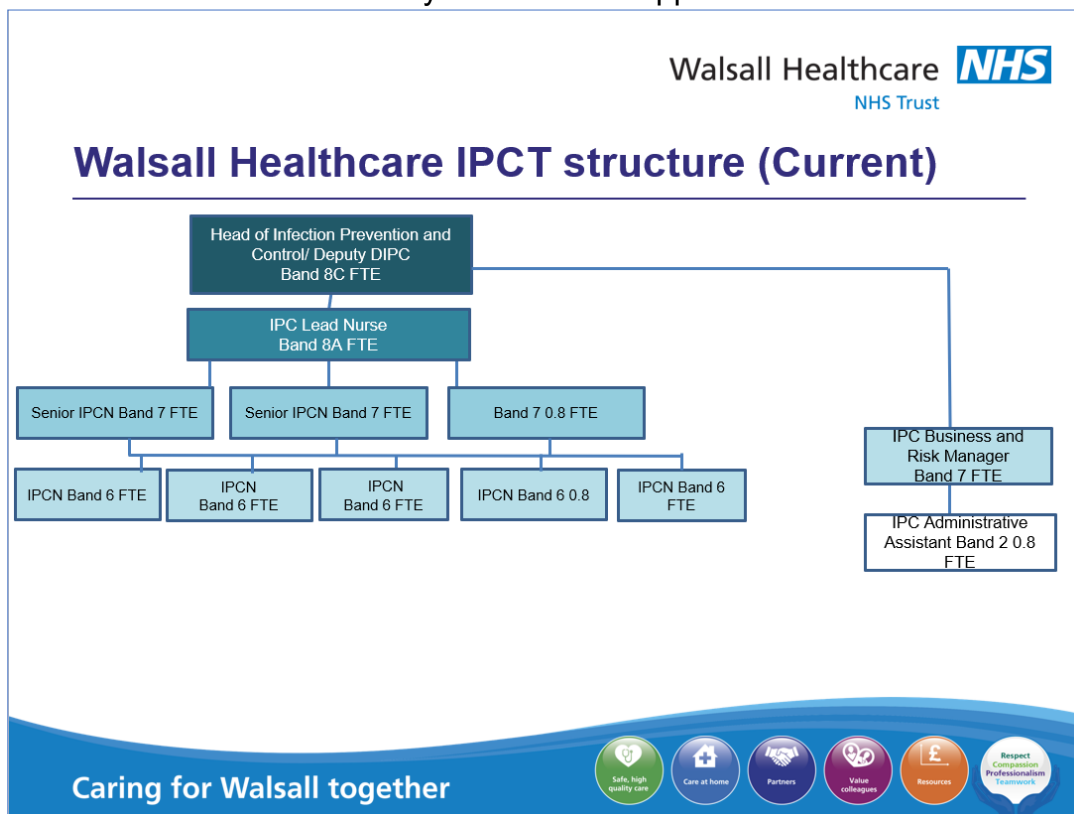 Walsall Healthcare NHS
NHS Trust
Walsall Healthcare IPCT structure (Current)
Head of Infection Prevention and
Control/ Deputy DIPC
Band 8C FTE
IPC Lead Nurse
Band 8A FTE
Senior IPCN Band 7 FTE
Senior IPCN Band 7 FTE
Band 7 0.8 FTE
IPC Business and
Risk Manager
Band 7 FTE
IPCN Band 6 FTE
IPCN
Band 6 FTE
IPCN
Band 6 FTE
IPCN Band 6 0.8
IPCN Band 6
FTE
IPC Administrative
Assistant Band 2 0.8
FTE
Caring for Walsall together
Safe, high
quality care
Care at home
Partners
Value
colleagues
£
Resources
Respect
Compassion
Professionalism
Teamwork